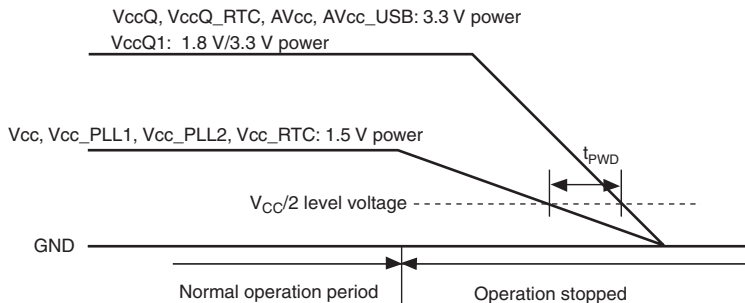 VccQ, VccQ_RTC, AVcc, AVcc_USB: 3.3 V power
VccQ1: 1.8 V/3.3 V power
Vcc, Vcc_PLL1, Vcc_PLL2, Vcc_RTC: 1.5 V power
tPWD
VCC/2 level voltage
GND
Normal operation period
Operation stopped